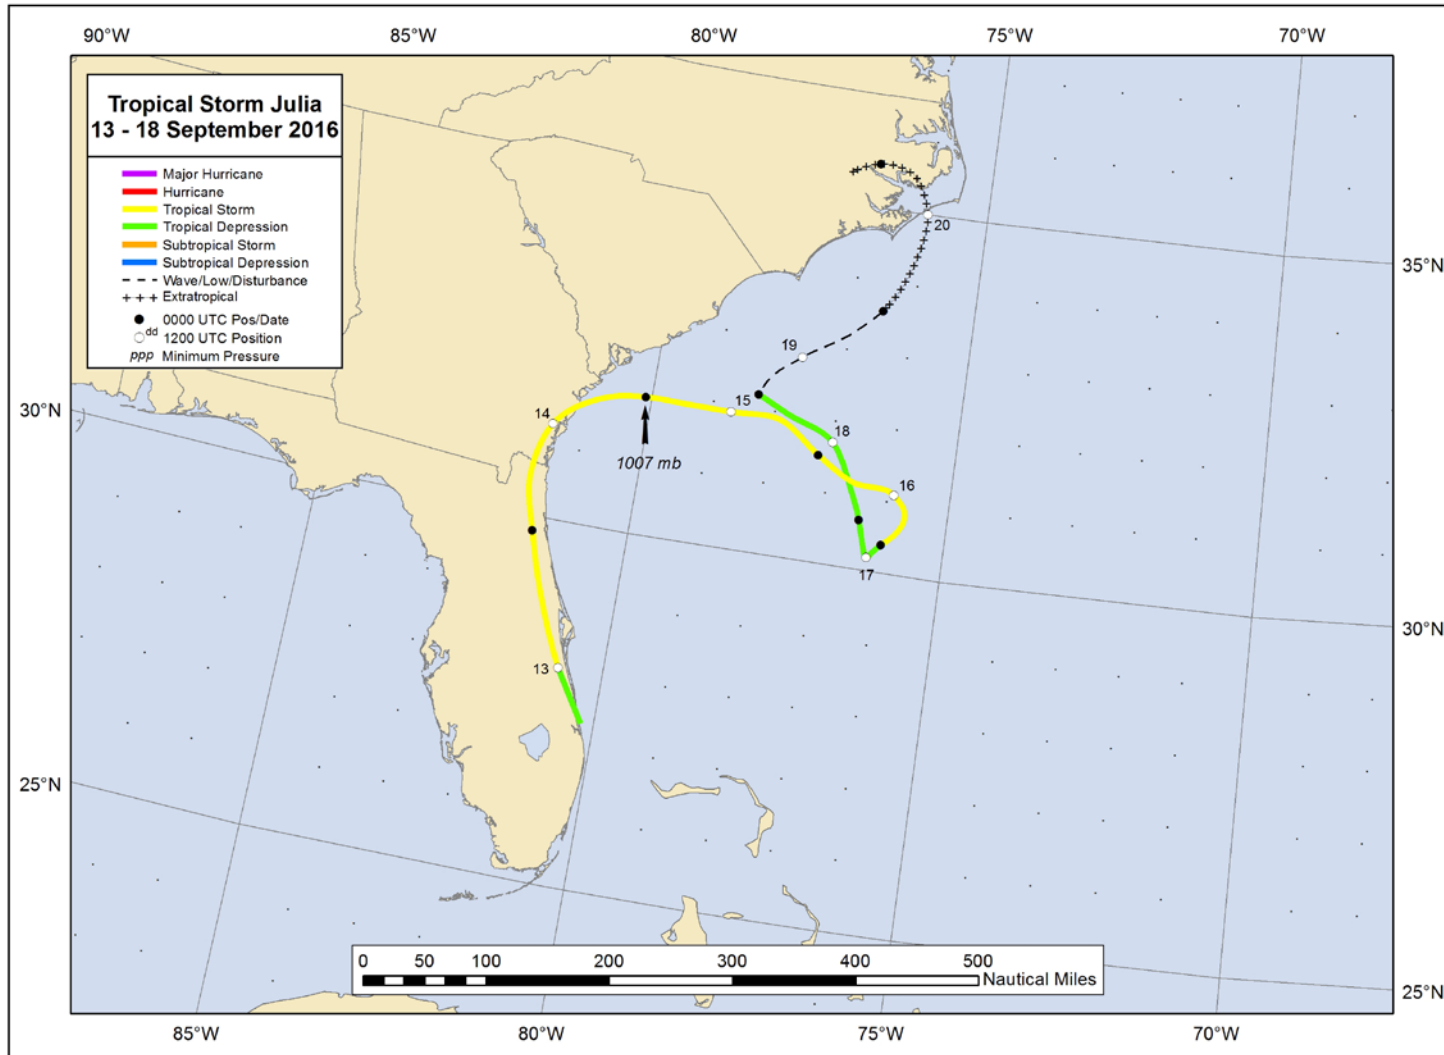 90°W 85°W 80°W 75°W 70°W
Tropical Storm Julia
13 - 18 September 2016
Major Hurricane
Hurricane
Tropical Storm
Tropical Depression
Subtropical Storm
Subtropical Depression
Wave/Low/Disturbance
+++ Extratropical
0000 UTC Pos/Date
dd 1200 UTC Position
ppp Minimum Pressure
20
35°N
19
30°N
14
15
18
1007 mb
16
17
30°N
13
25°N
0 50 100 200 300 400 500
Nautical Miles
25°N
85°W 80°W 75°W 70°W